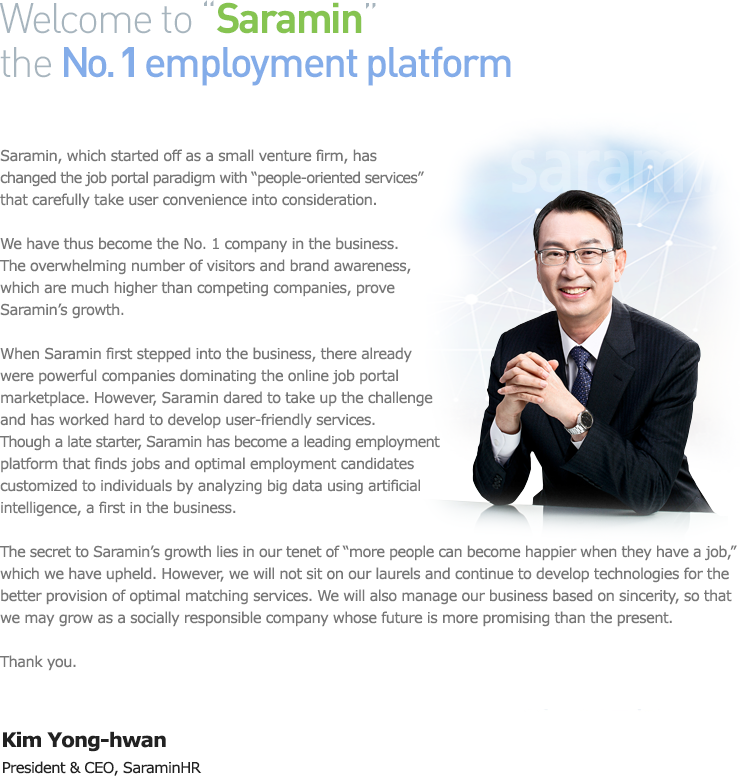 Welcome to “Saramin”
the No.1 employment platform
saramin
Saramin, which started off as a small venture firm, has
changed the job portal paradigm with “people-oriented services”
that carefully take user convenience into consideration.
We have thus become the No. 1 company in the business.
The overwhelming number of visitors and brand awareness,
which are much higher than competing companies, prove
Saramin’s growth.
When Saramin first stepped into the business, there already
were powerful companies dominating the online job portal
marketplace. However, Saramin dared to take up the challenge
and has worked hard to develop user-friendly services.
Though a late starter, Saramin has become a leading employment
platform that finds jobs and optimal employment candidates
customized to individuals by analyzing big data using artificial
intelligence, a first in the business.
The secret to Saramin’s growth lies in our tenet of “more people can become happier when they have a job,”
which we have upheld. However, we will not sit on our laurels and continue to develop technologies for the
better provision of optimal matching services. We will also manage our business based on sincerity, so that
we may grow as a socially responsible company whose future is more promising than the present.
Thank you.
Kim Yong-hwan
President & CEO, SaraminHR